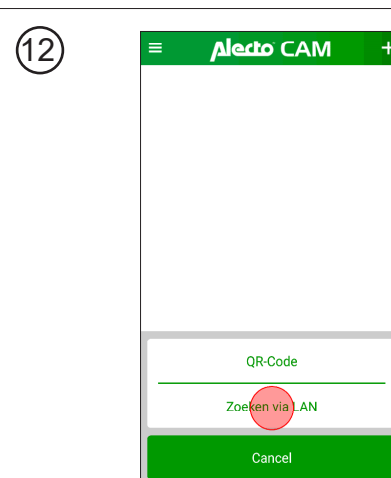 12
Alecto CAM +
QR-Code
Zoeken via LAN
Cancel